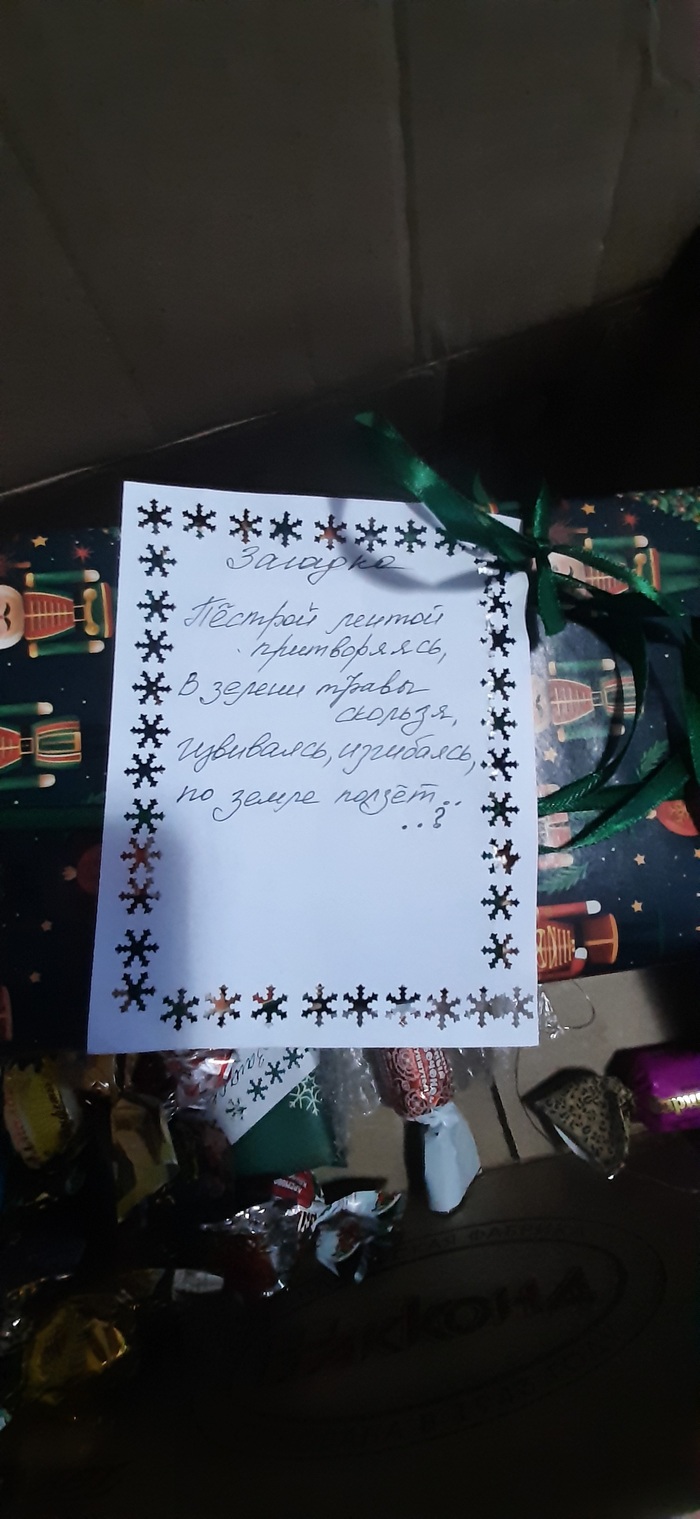 Загадка
Пёстрой лентой
притворяясь,
В зелени травы
скользя,
извиваясь, изгибаясь,
по земле ползёт..
..?